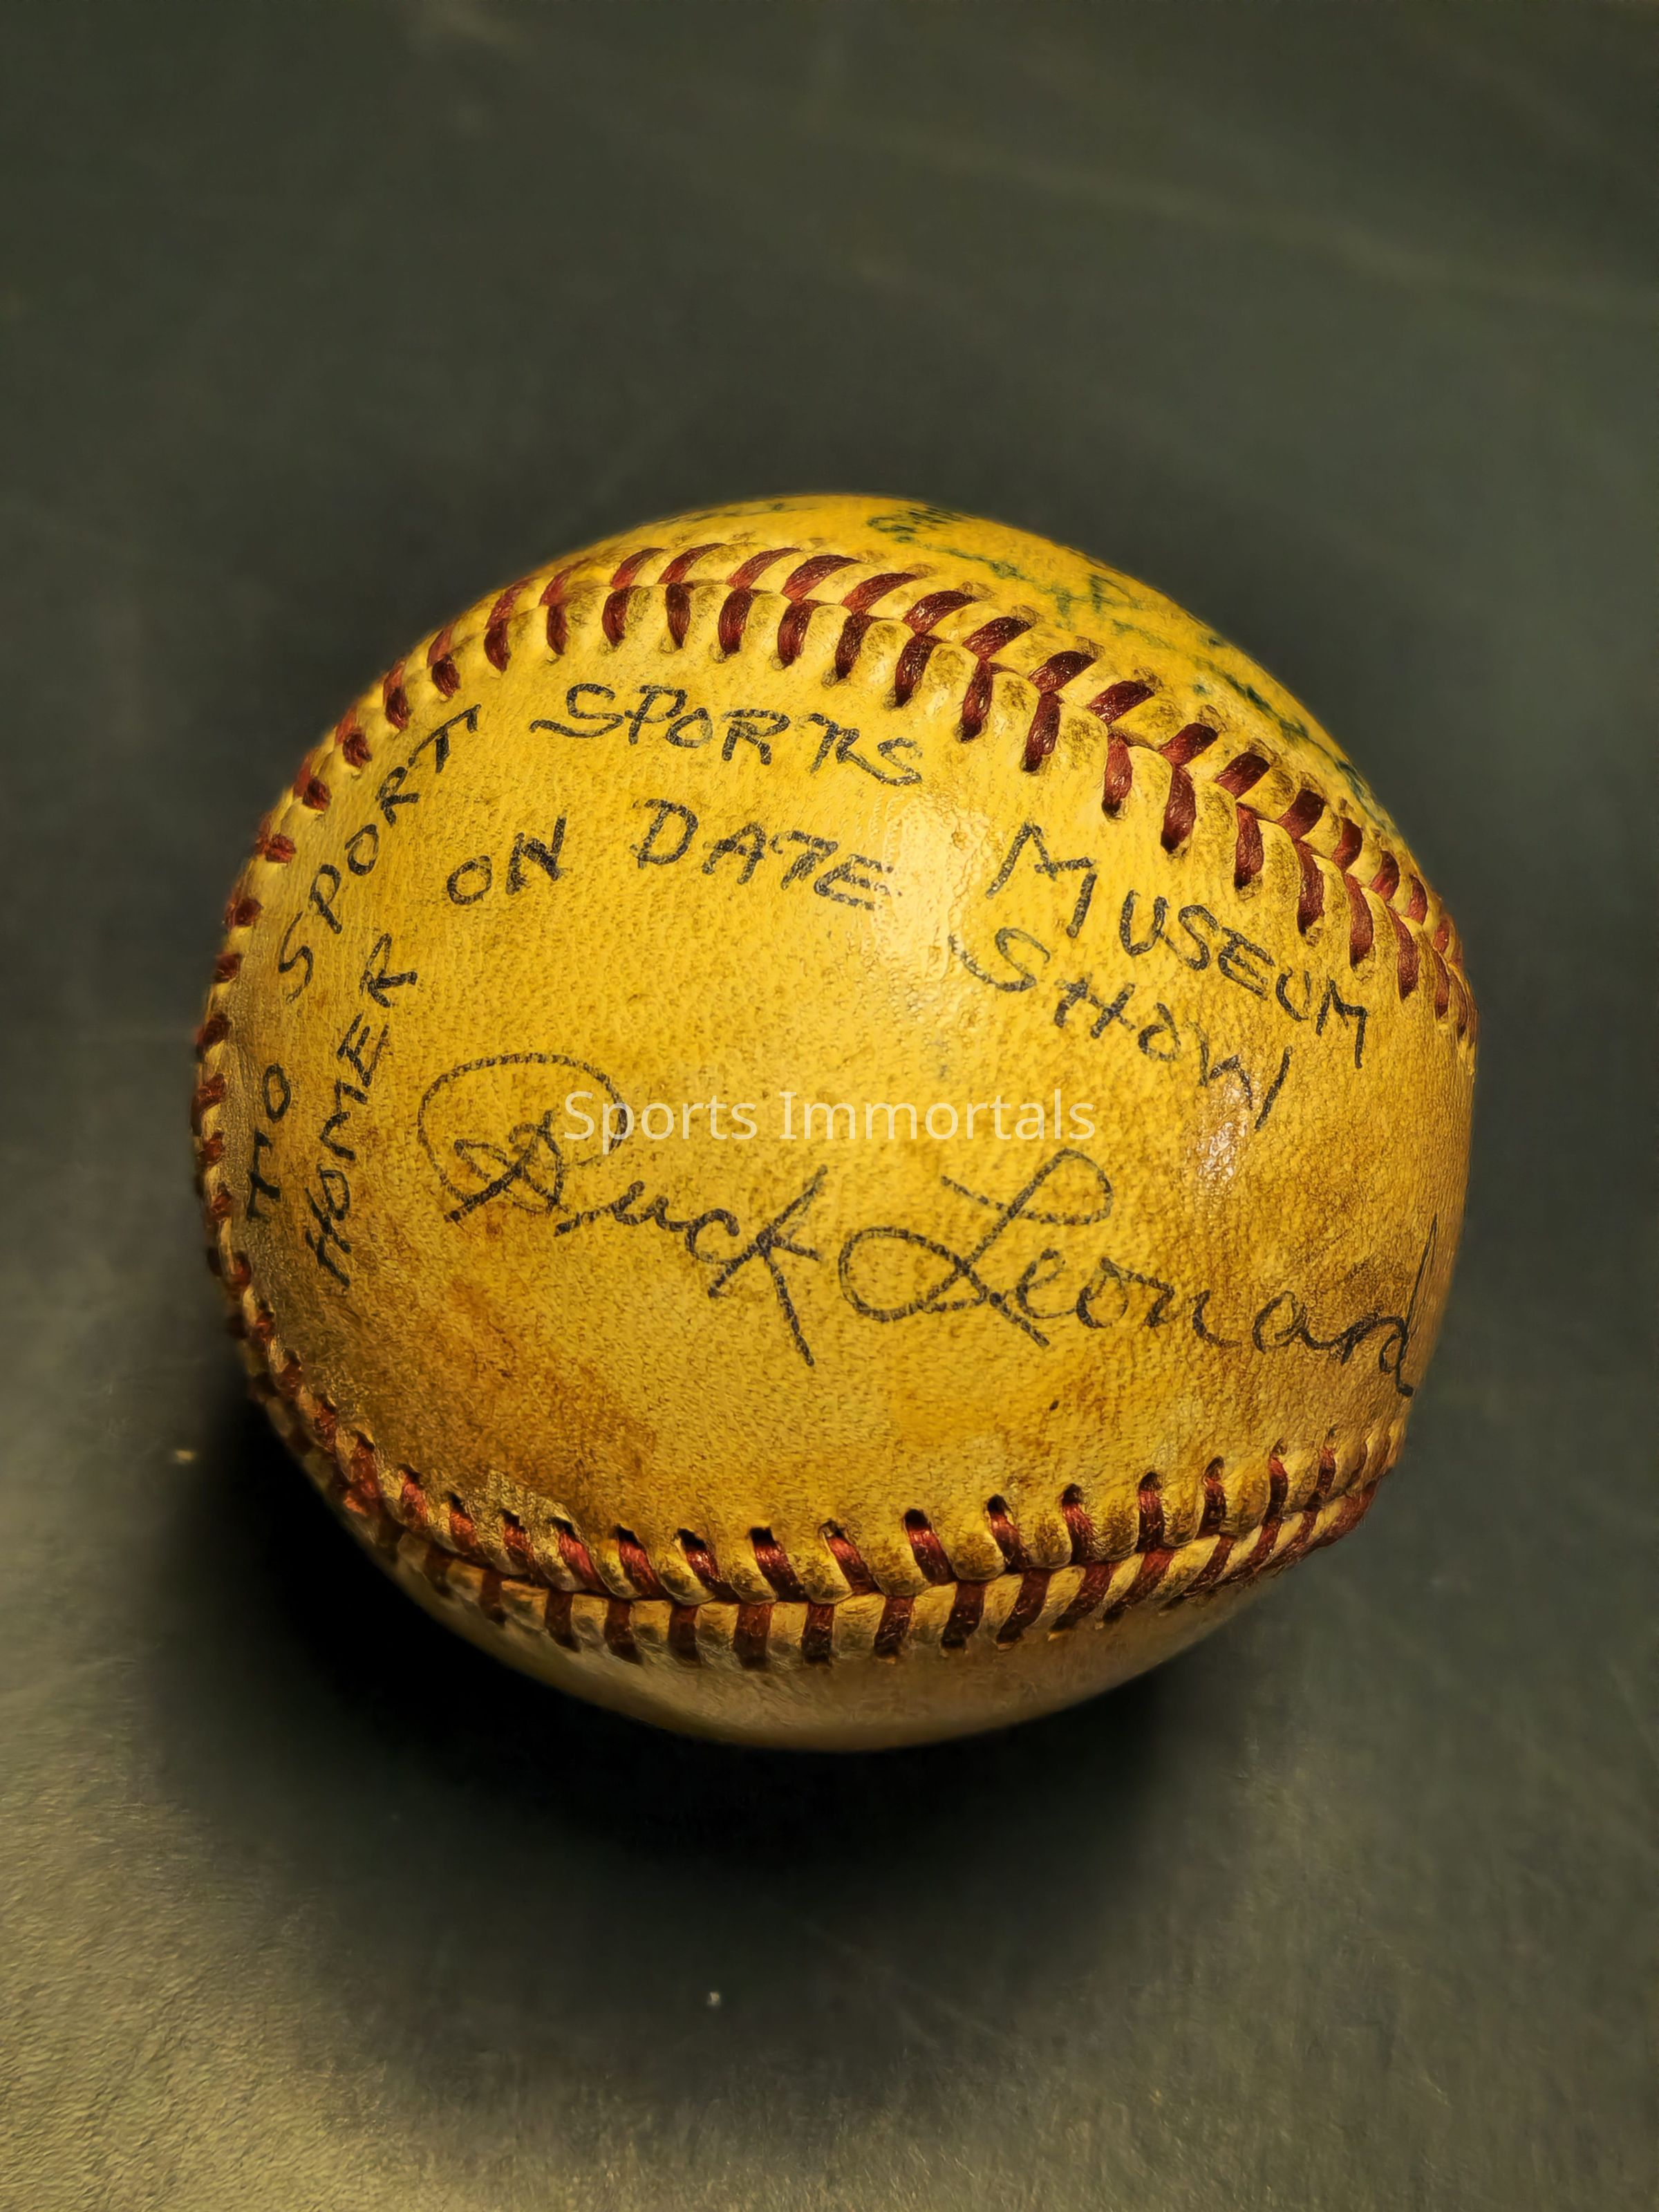 TO SPORT SPORTS MUSEUM
HOMER ON DATE SHOW
Buck Leonard
Sports Immortals